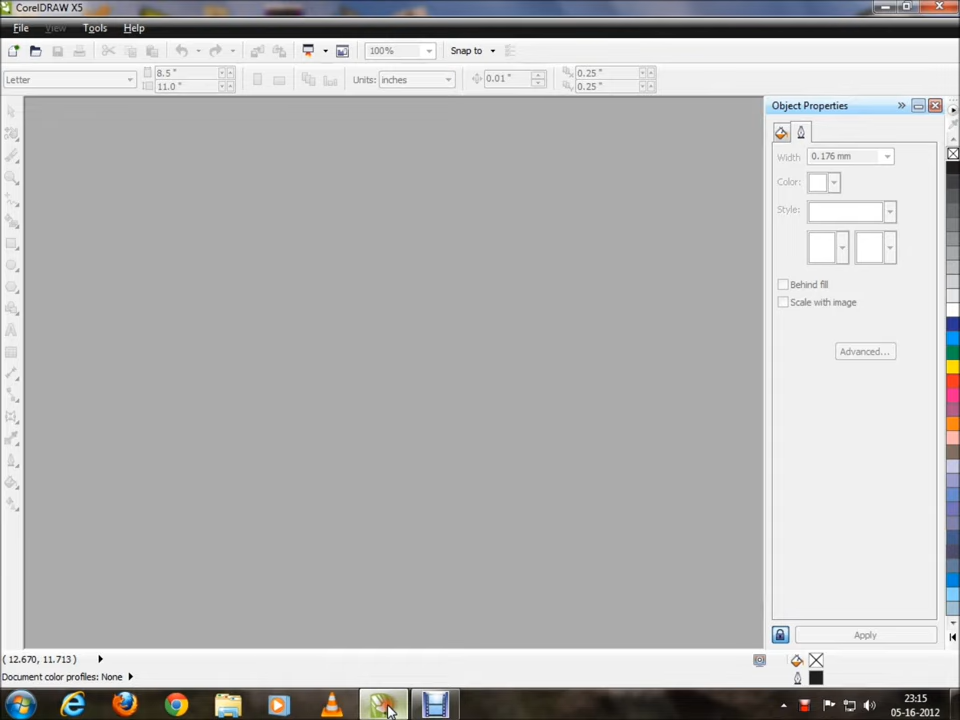 CorelDRAW X5
File View Tools Help
100% Snap to
Letter 8.5 " 11.0 " Units: inches 0.01 " 0.25 " 0.25 "
Object Properties
Width 0.176 mm
Color:
Style:
Behind fill
Scale with image
Advanced...
Apply
( 12.670, 11.713 )
Document color profiles: None
23:15
05-16-2012